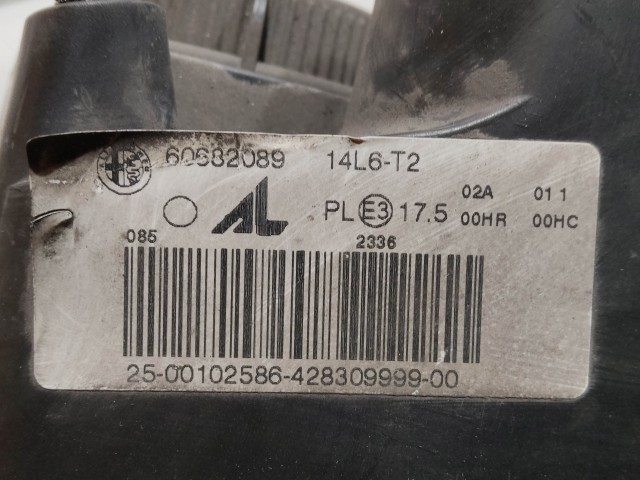 60682089 14L6-T2
AL PL E3 17.5 02A 01 1
00HR 00HC
085 2336
25-00102586-428309999-00